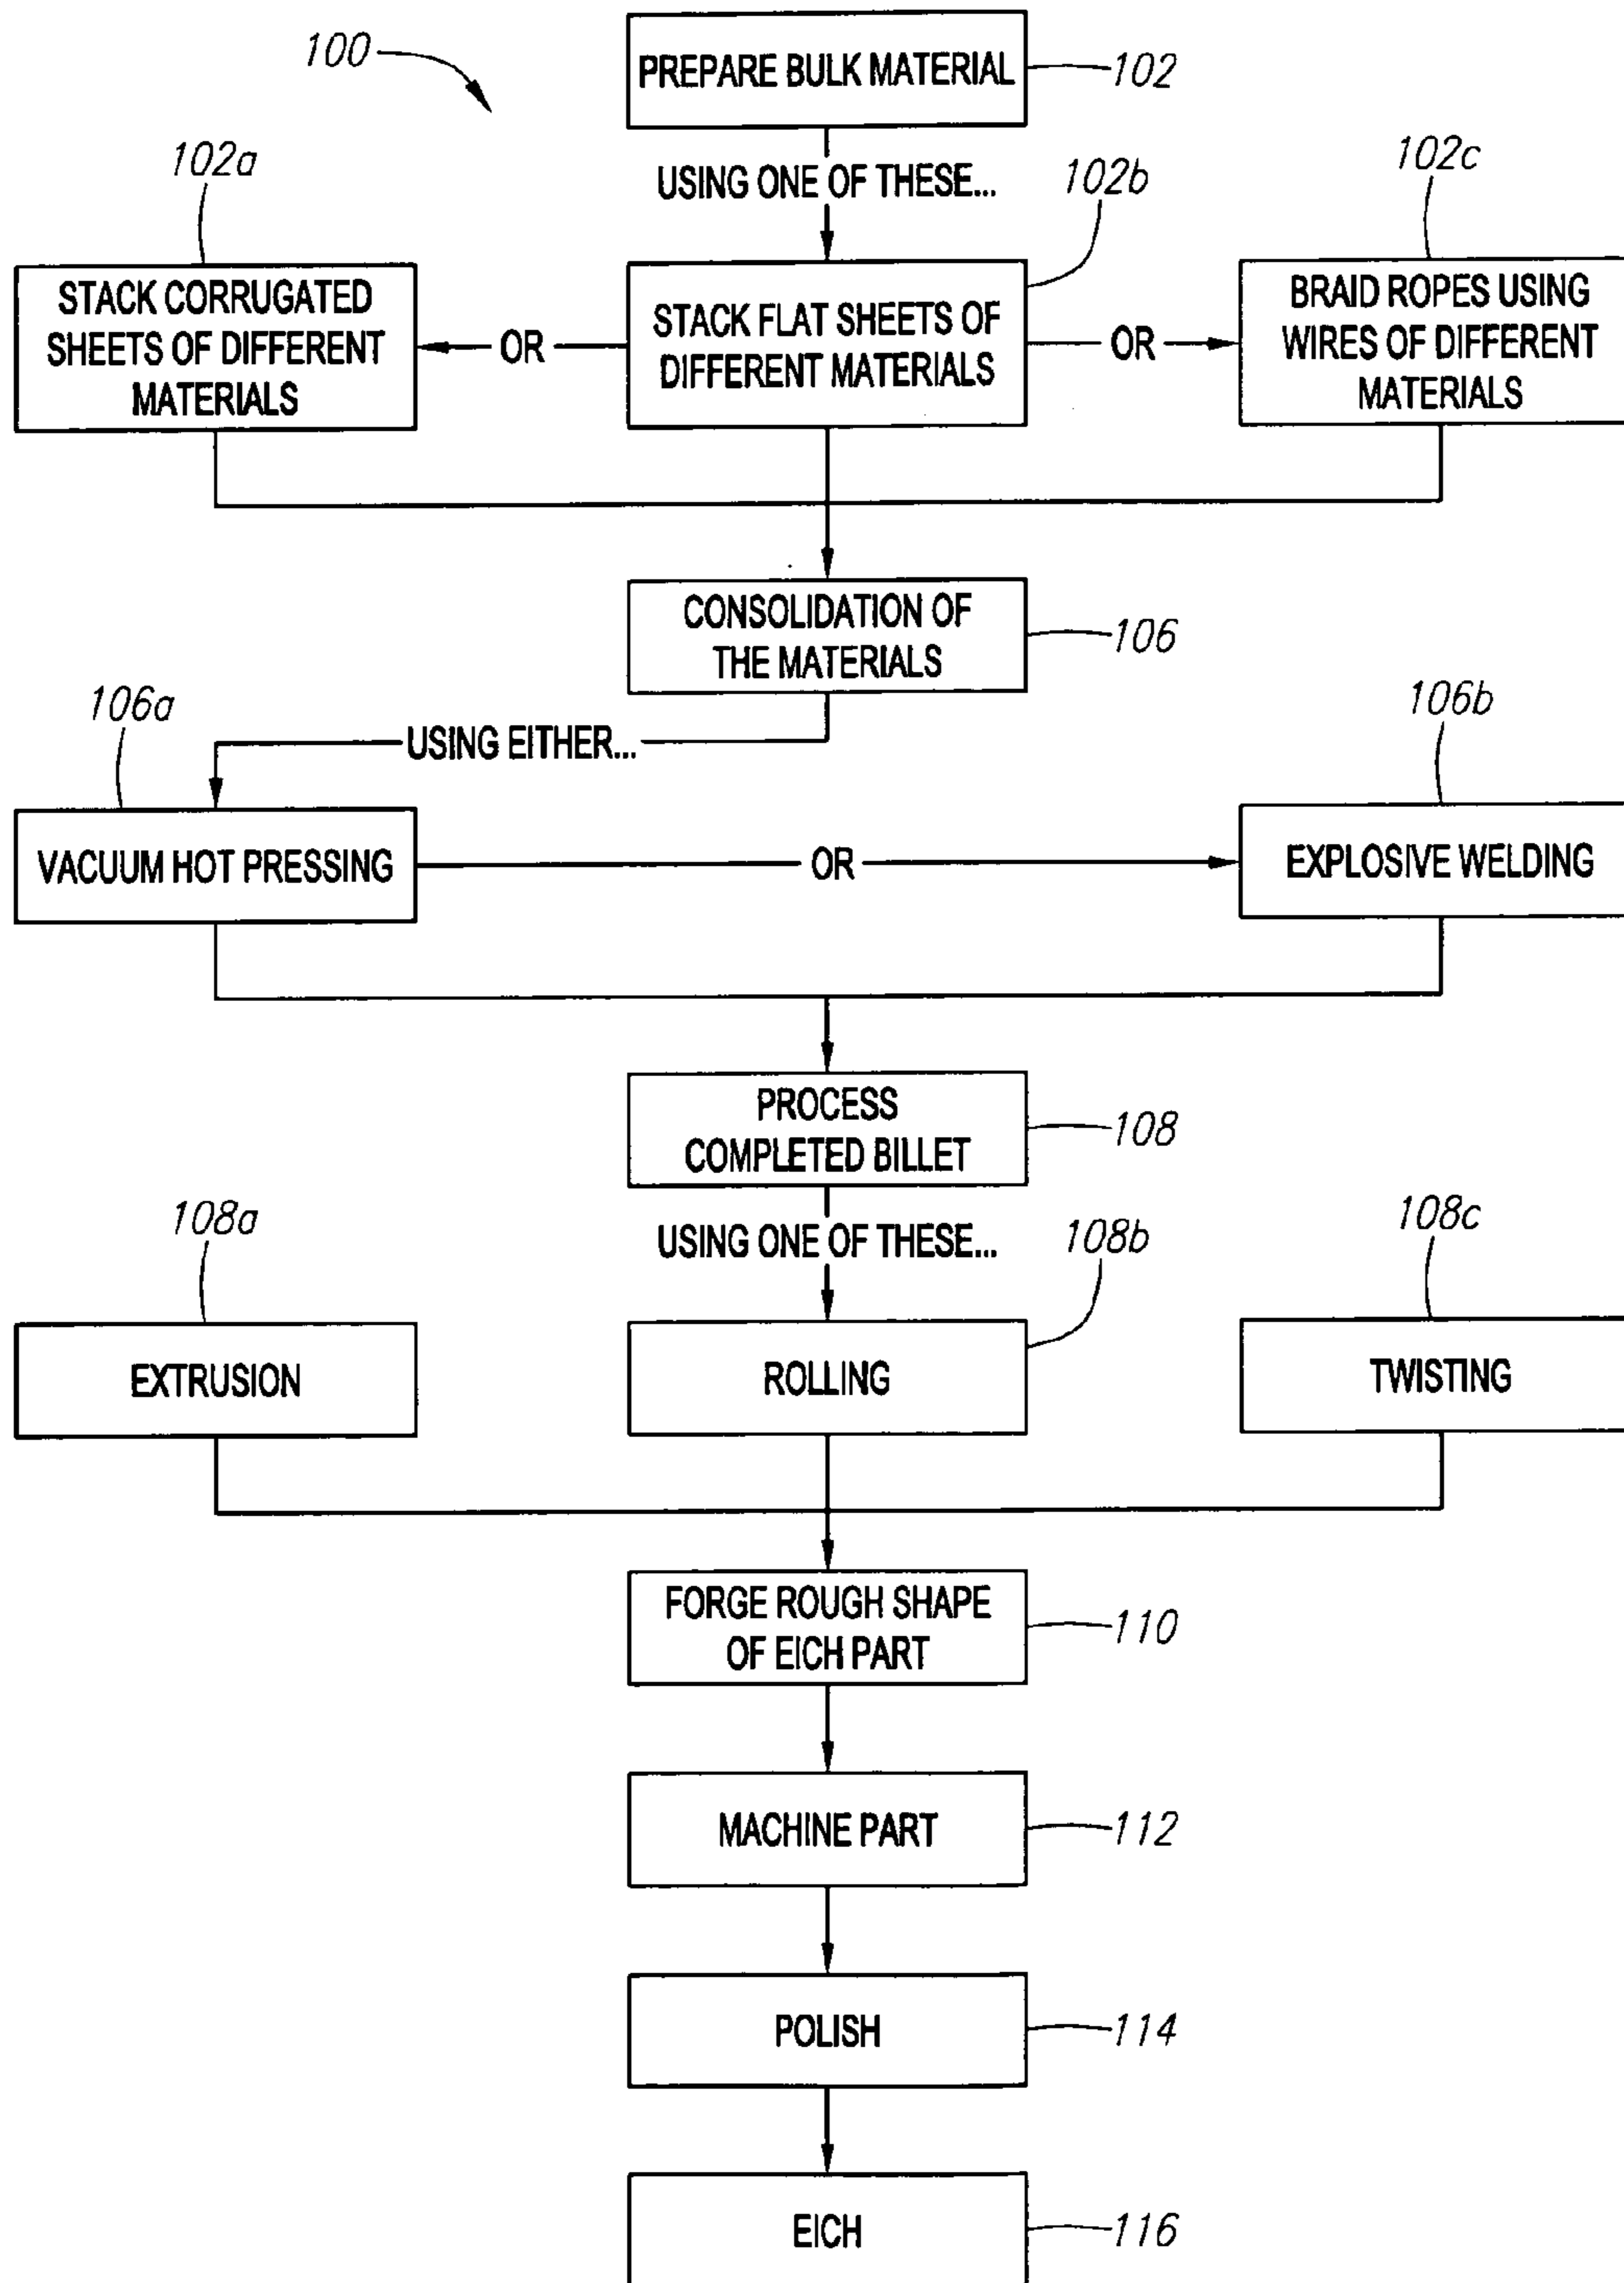 100
PREPARE BULK MATERIAL
102
USING ONE OF THESE...
102a
102b
102c
STACK CORRUGATED
SHEETS OF DIFFERENT
MATERIALS
OR
STACK FLAT SHEETS OF
DIFFERENT MATERIALS
OR
BRAID ROPES USING
WIRES OF DIFFERENT
MATERIALS
CONSOLIDATION OF
THE MATERIALS
106
USING EITHER...
106a
106b
VACUUM HOT PRESSING
OR
EXPLOSIVE WELDING
PROCESS
COMPLETED BILLET
108
USING ONE OF THESE...
108a
108b
108c
EXTRUSION
ROLLING
TWISTING
FORGE ROUGH SHAPE
OF EICH PART
110
MACHINE PART
112
POLISH
114
EICH
116